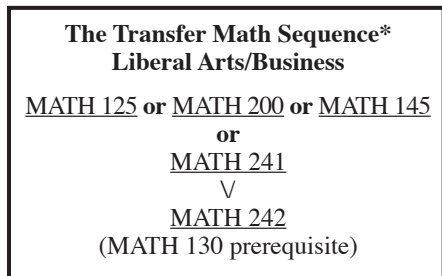 The Transfer Math Sequence*
Liberal Arts/Business
MATH 125 or MATH 200 or MATH 145
or
MATH 241
\/
MATH 242
(MATH 130 prerequisite)